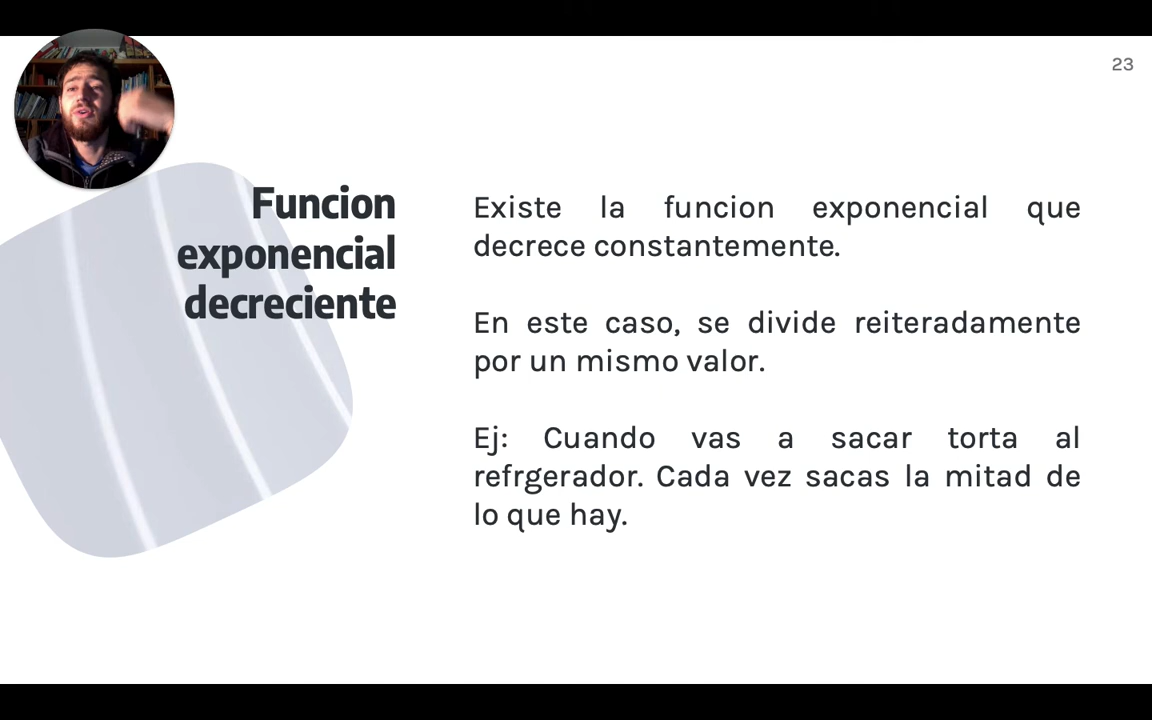 23
Funcion
exponencial
decreciente
Existe la funcion exponencial que
decrece constantemente.
En este caso, se divide reiteradamente
por un mismo valor.
Ej: Cuando vas a sacar torta al
refrgerador. Cada vez sacas la mitad de
lo que hay.